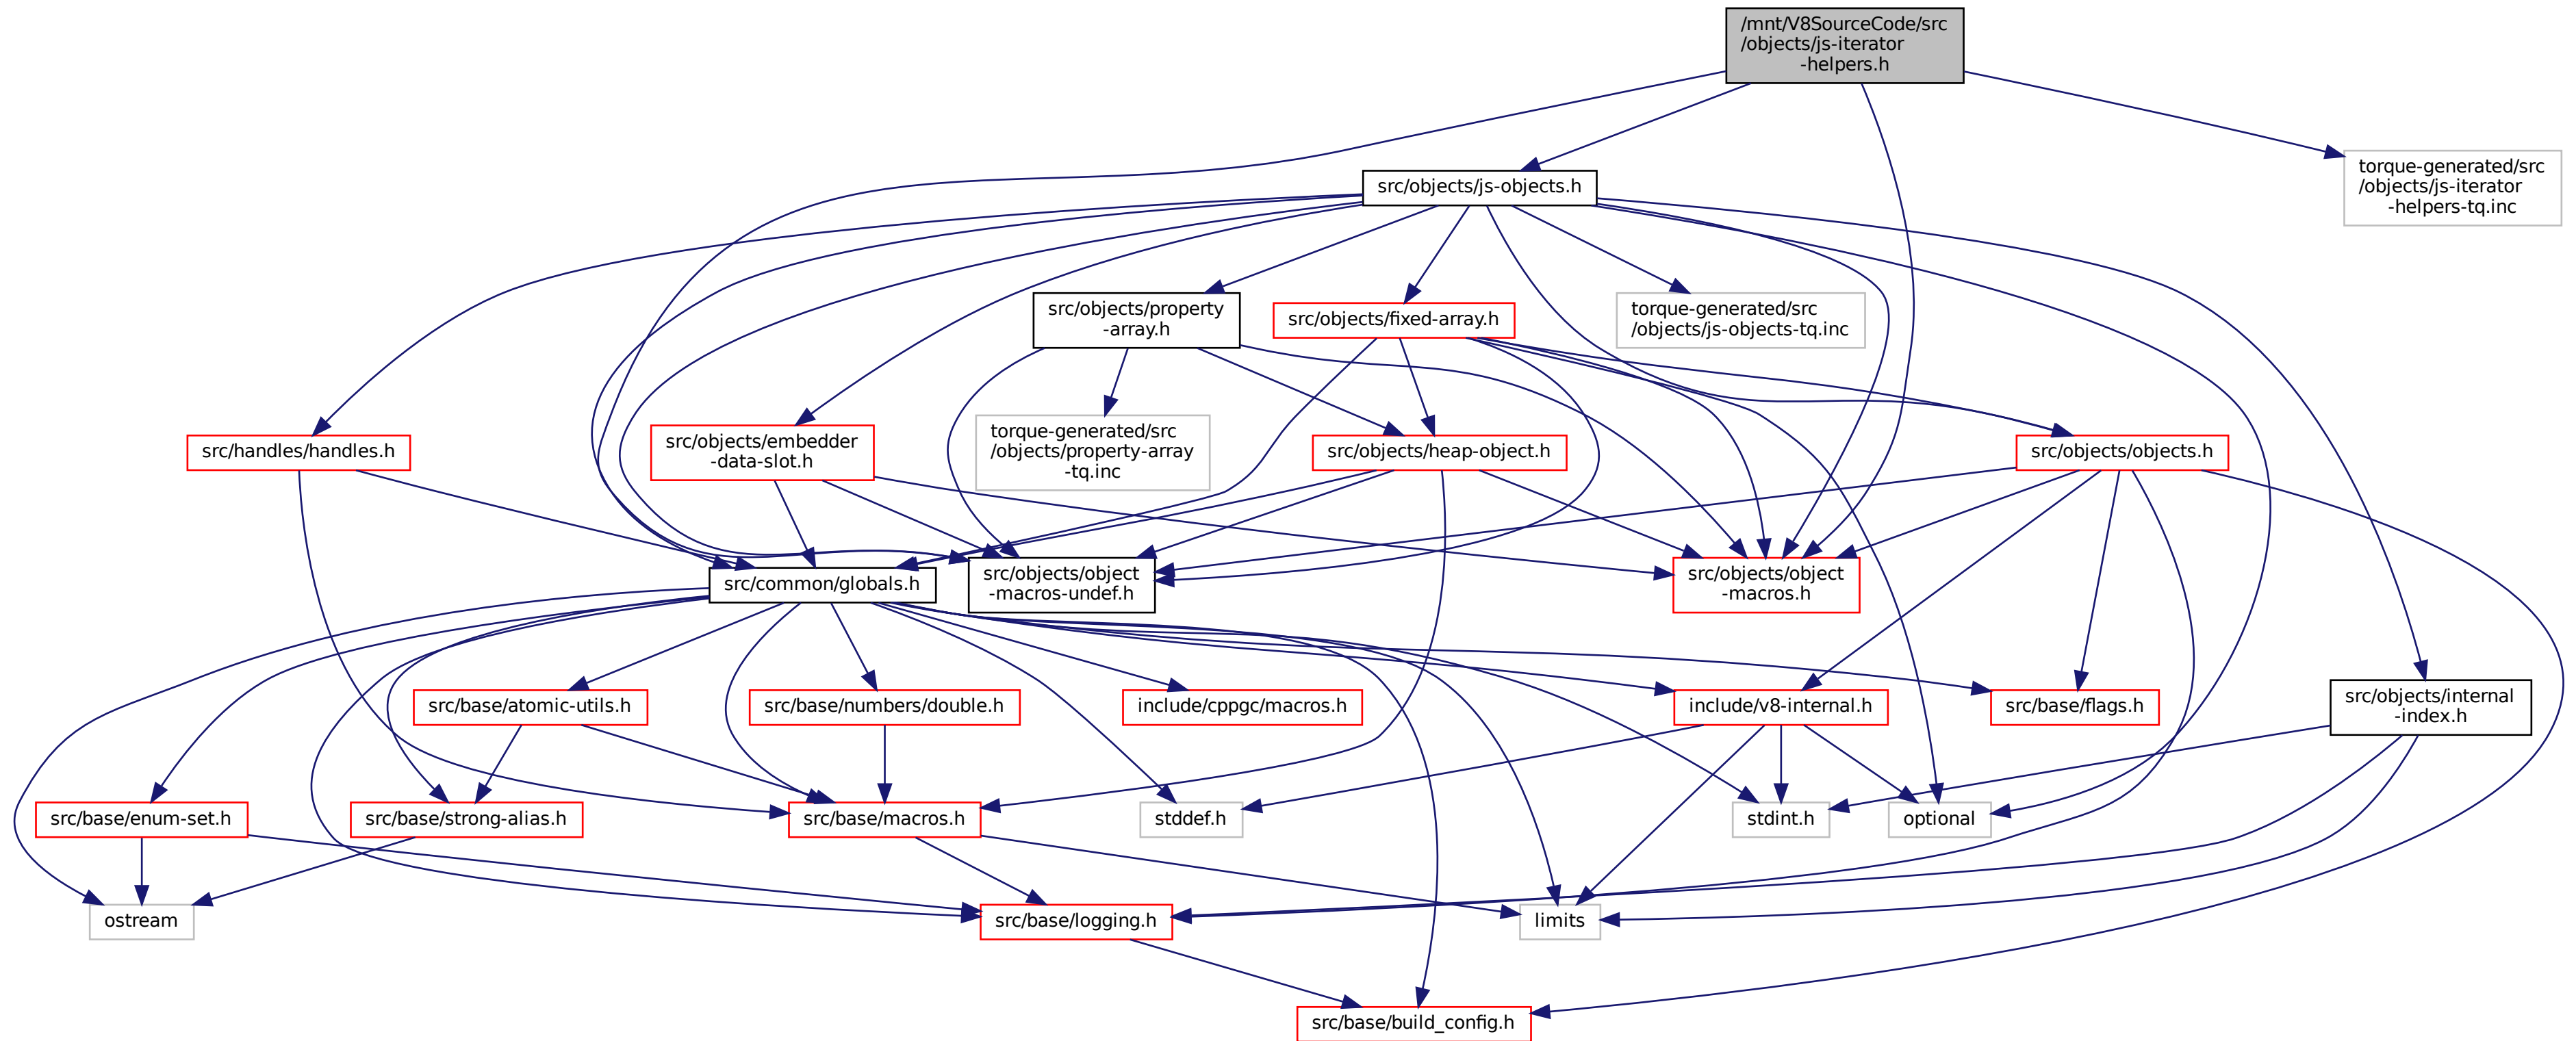 /mnt/V8SourceCode/src
/objects/js-iterator
-helpers.h
torque-generated/src
/objects/js-iterator
-helpers-tq.inc
src/objects/js-objects.h
src/objects/property
-array.h
src/objects/fixed-array.h
torque-generated/src
/objects/js-objects-tq.inc
src/handles/handles.h
src/objects/embedder
-data-slot.h
torque-generated/src
/objects/property-array
-tq.inc
src/objects/heap-object.h
src/objects/objects.h
src/common/globals.h
src/objects/object
-macros-undef.h
src/objects/object
-macros.h
src/base/atomic-utils.h
src/base/numbers/double.h
include/cppgc/macros.h
include/v8-internal.h
src/base/flags.h
src/objects/internal
-index.h
src/base/enum-set.h
src/base/strong-alias.h
src/base/macros.h
stddef.h
stdint.h
optional
ostream
src/base/logging.h
limits
src/base/build_config.h